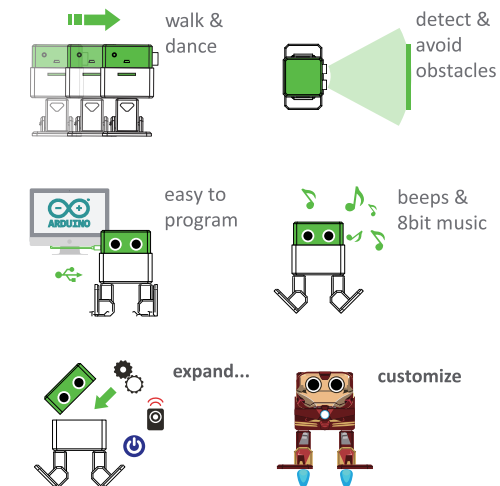 walk &
dance
detect &
avoid
obstacles
ARDUINO
easy to
program
beeps &
8bit music
expand...
customize